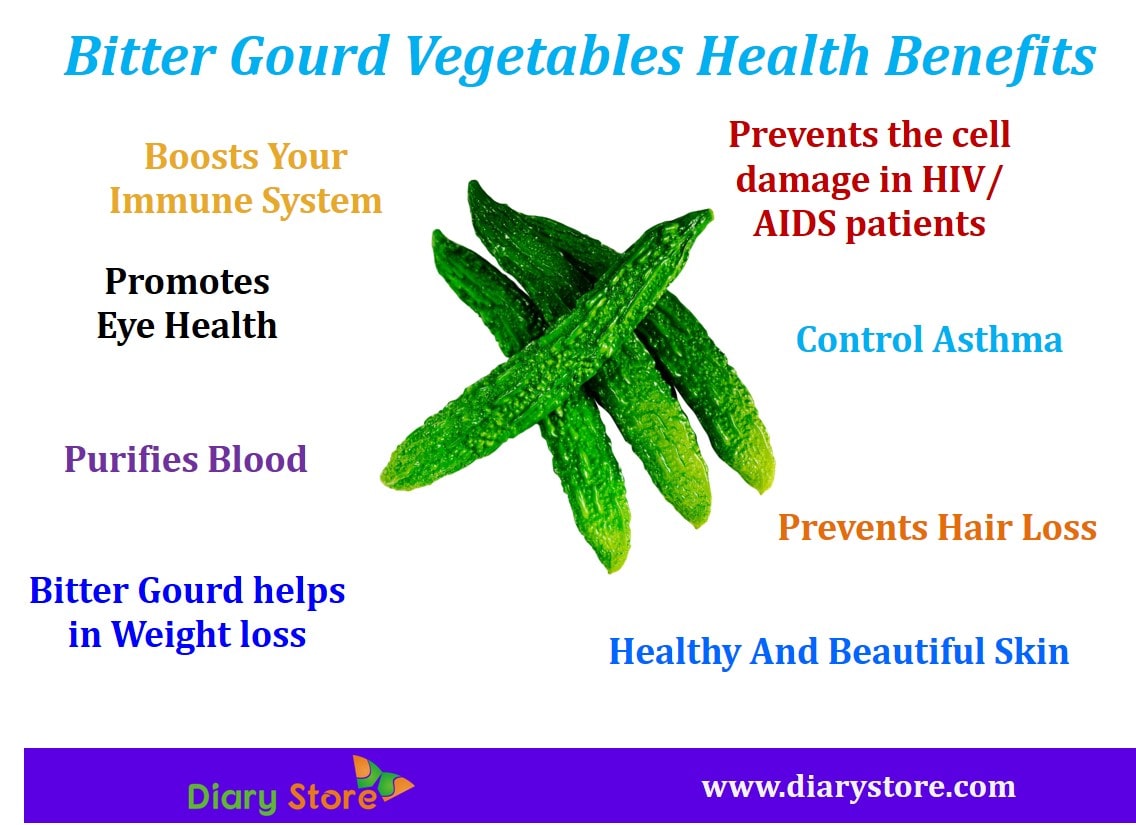 Bitter Gourd Vegetables Health Benefits
Boosts Your
Immune System
Promotes
Eye Health
Purifies Blood
Bitter Gourd helps
in Weight loss
Prevents the cell
damage in HIV/
AIDS patients
Control Asthma
Prevents Hair Loss
Healthy And Beautiful Skin
Diary Store
www.diarystore.com